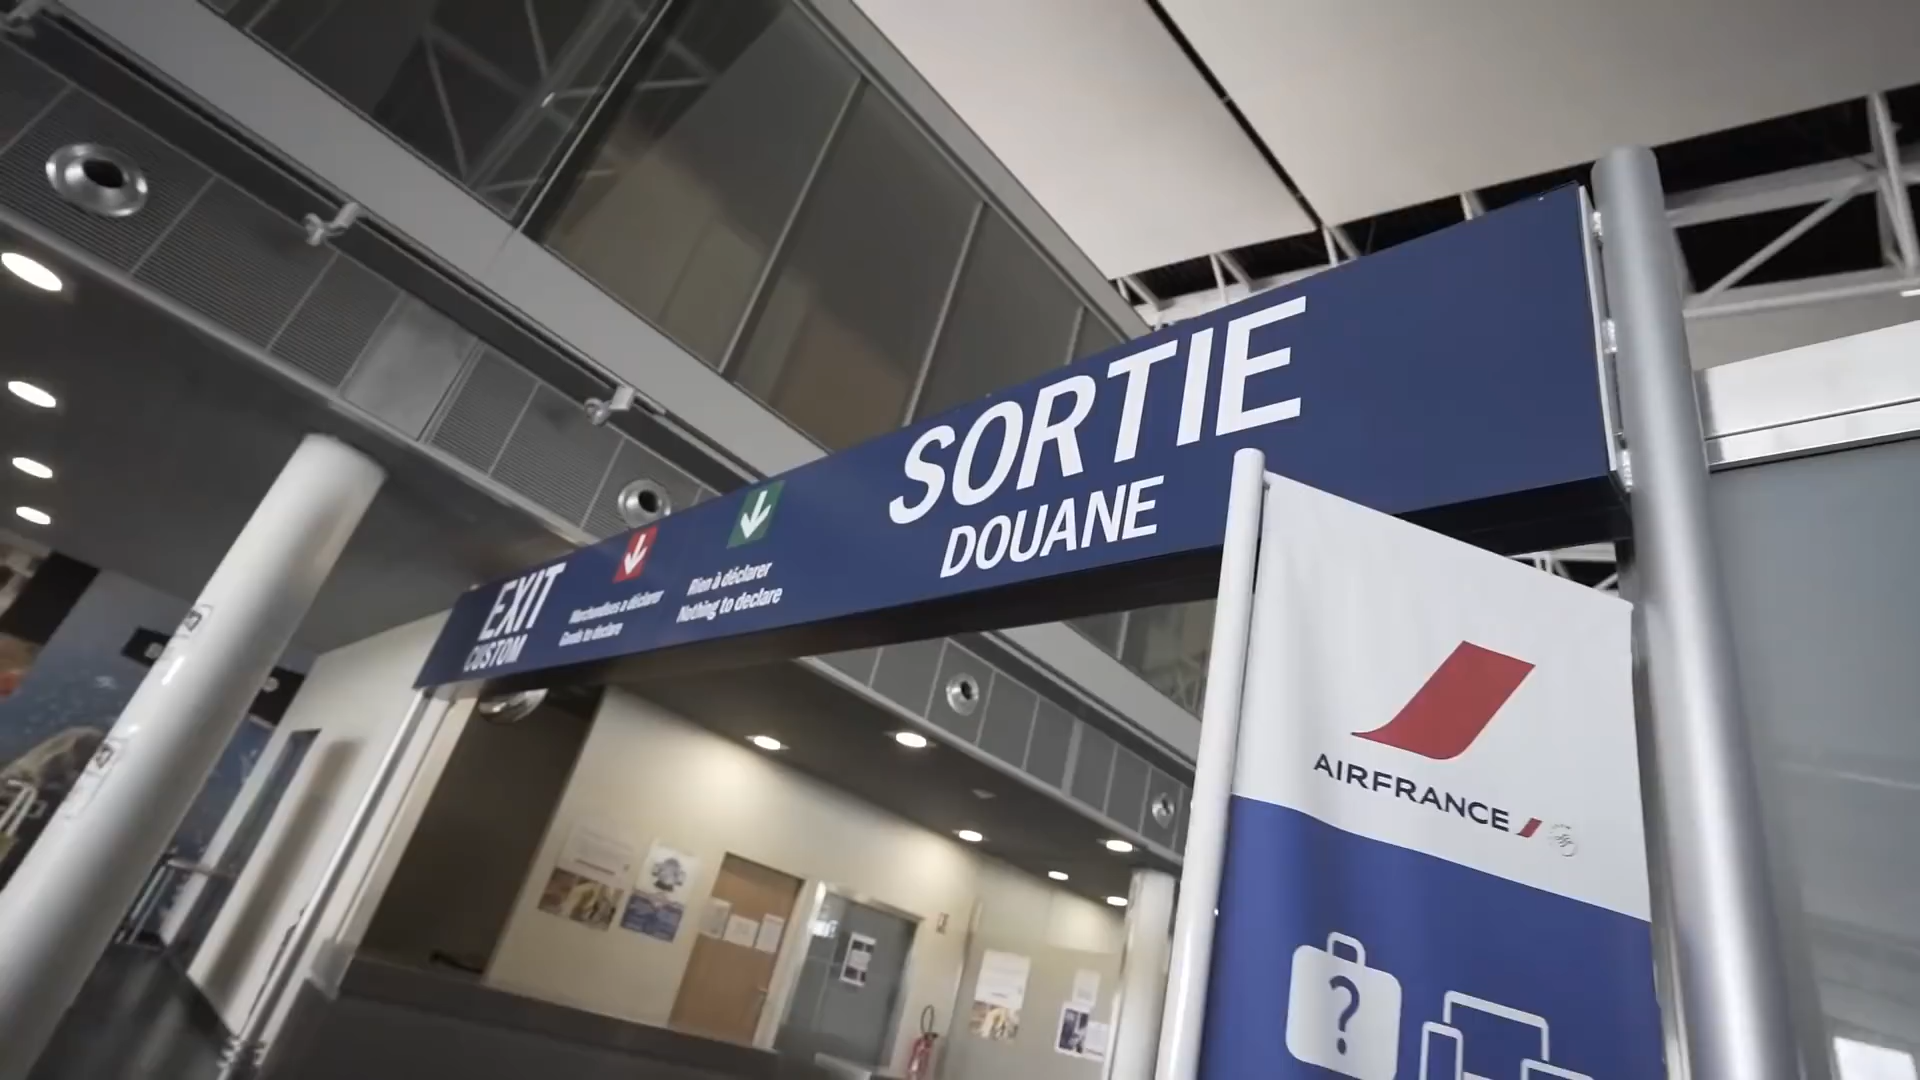 SORTIE
DOUANE
EXIT
CUSTOM
Marchandises a déclarer
Goods to declare
Rien à déclarer
Nothing to declare
AIRFRANCE
?